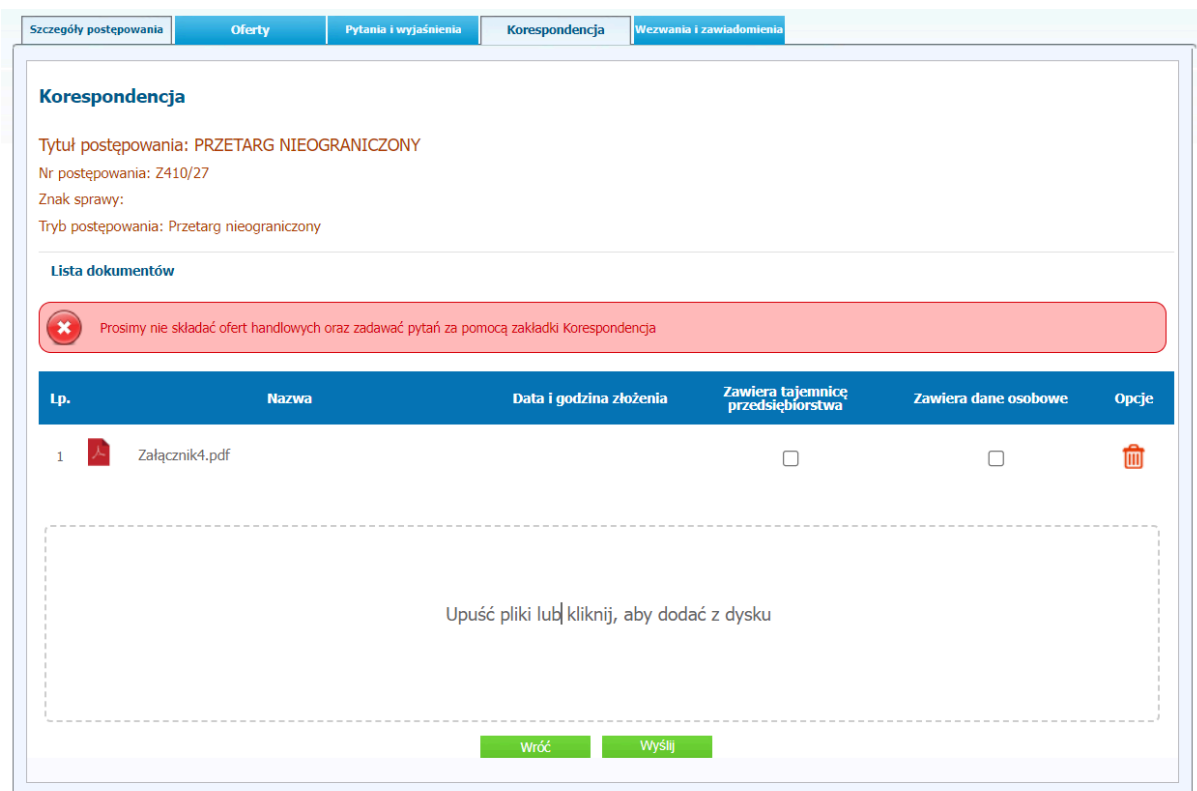 Szczegóły postępowania Oferty Pytania i wyjaśnienia Korespondencja Wezwania i zawiadomienia
Korespondencja
Tytuł postępowania: PRZETARG NIEOGRANICZONY
Nr postępowania: Z410/27
Znak sprawy:
Tryb postępowania: Przetarg nieograniczony
Lista dokumentów
Prosimy nie składać ofert handlowych oraz zadawać pytań za pomocą zakładki Korespondencja
Lp. Nazwa Data i godzina złożenia Zawiera tajemnicę przedsiębiorstwa Zawiera dane osobowe Opcje
1 Załącznik4.pdf
Upuść pliki lub kliknij, aby dodać z dysku
Wróć Wyślij